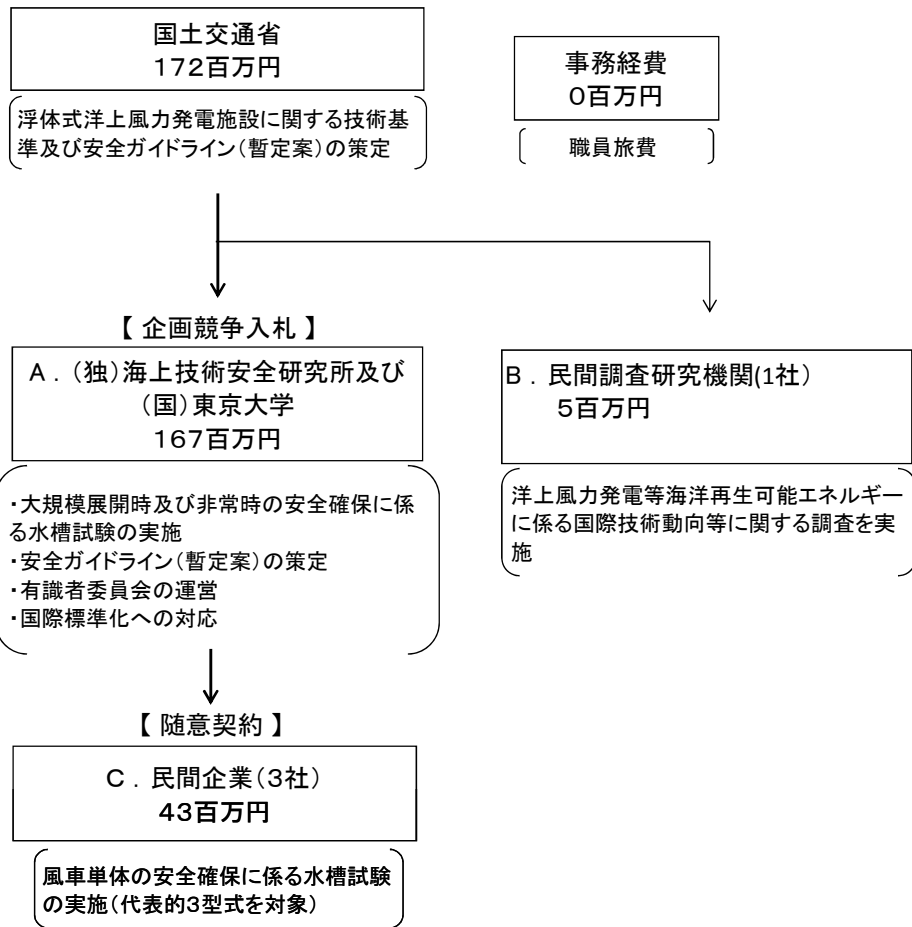 国土交通省
172百万円
事務経費
0百万円
浮体式洋上風力発電施設に関する技術基
準及び安全ガイドライン(暫定案)の策定
職員旅費
【 企画競争入札 】
A．(独)海上技術安全研究所及び
(国)東京大学
167百万円
B．民間調査研究機関(1社)
5百万円
・大規模展開時及び非常時の安全確保に係
る水槽試験の実施
・安全ガイドライン(暫定案)の策定
・有識者委員会の運営
・国際標準化への対応
洋上風力発電等海洋再生可能エネルギー
に係る国際技術動向等に関する調査を実
施
【 随意契約 】
C．民間企業(3社)
43百万円
風車単体の安全確保に係る水槽試験
の実施(代表的3型式を対象)